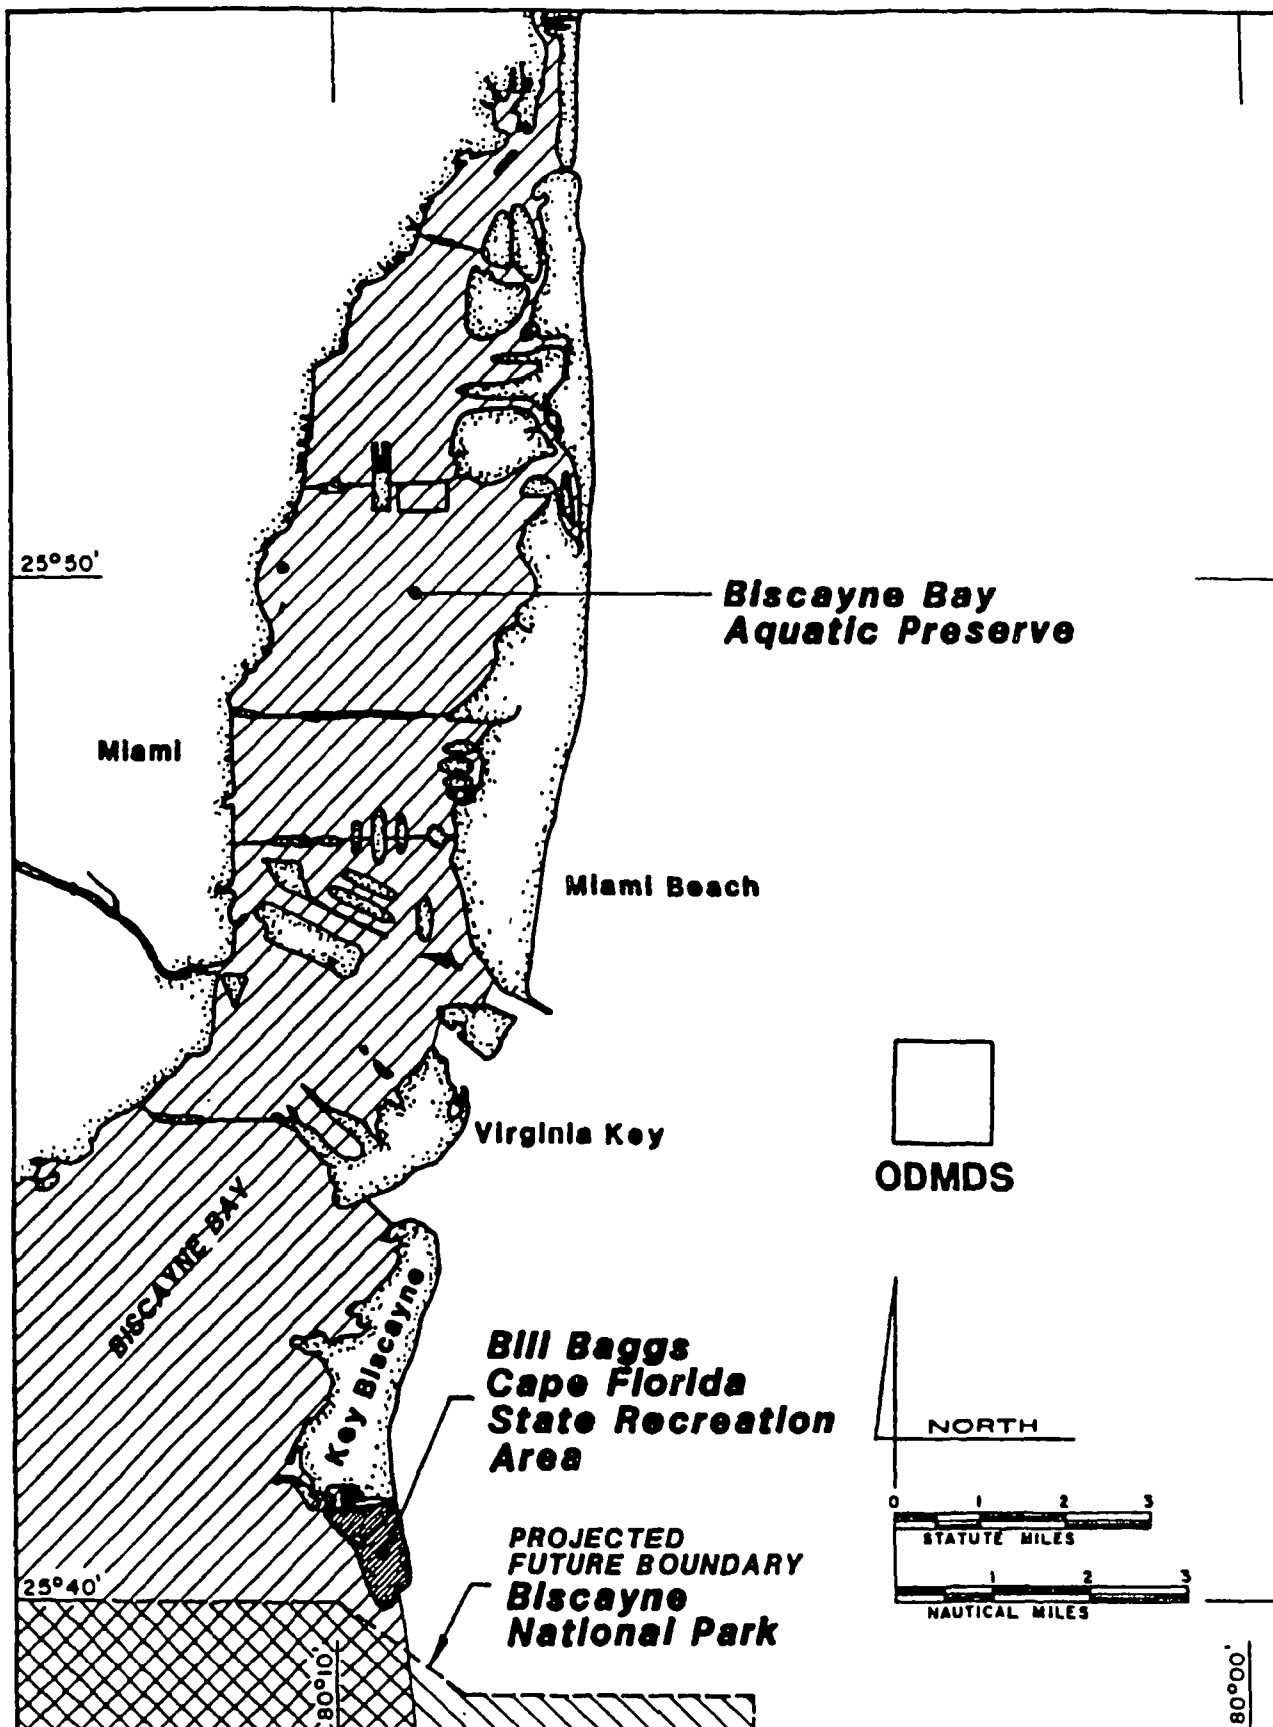 25°50'
Biscayne Bay
Aquatic Preserve
Miami
Miami Beach
Virginia Key
ODMDS
BISCAYNE BAY
Key Biscayne
Bill Baggs
Cape Florida
State Recreation
Area
NORTH
0 1 2 3
STATUTE MILES
1 2 3
NAUTICAL MILES
PROJECTED
FUTURE BOUNDARY
Biscayne
National Park
25°40'
80°10'
80°00'